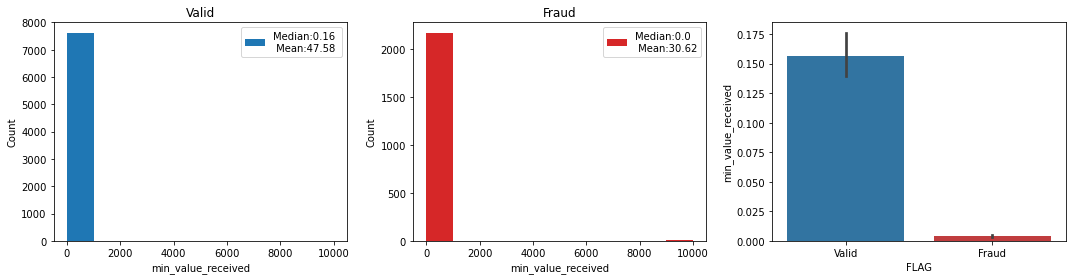 Valid
8000
7000
6000
5000
4000
3000
2000
1000
0
Count
Median:0.16
Mean:47.58
0 2000 4000 6000 8000 10000
min_value_received
Fraud
2000
1500
1000
500
0
Count
Median:0.0
Mean:30.62
0 2000 4000 6000 8000 10000
min_value_received
0.175
0.150
0.125
0.100
0.075
0.050
0.025
0.000
min_value_received
Valid Fraud
FLAG